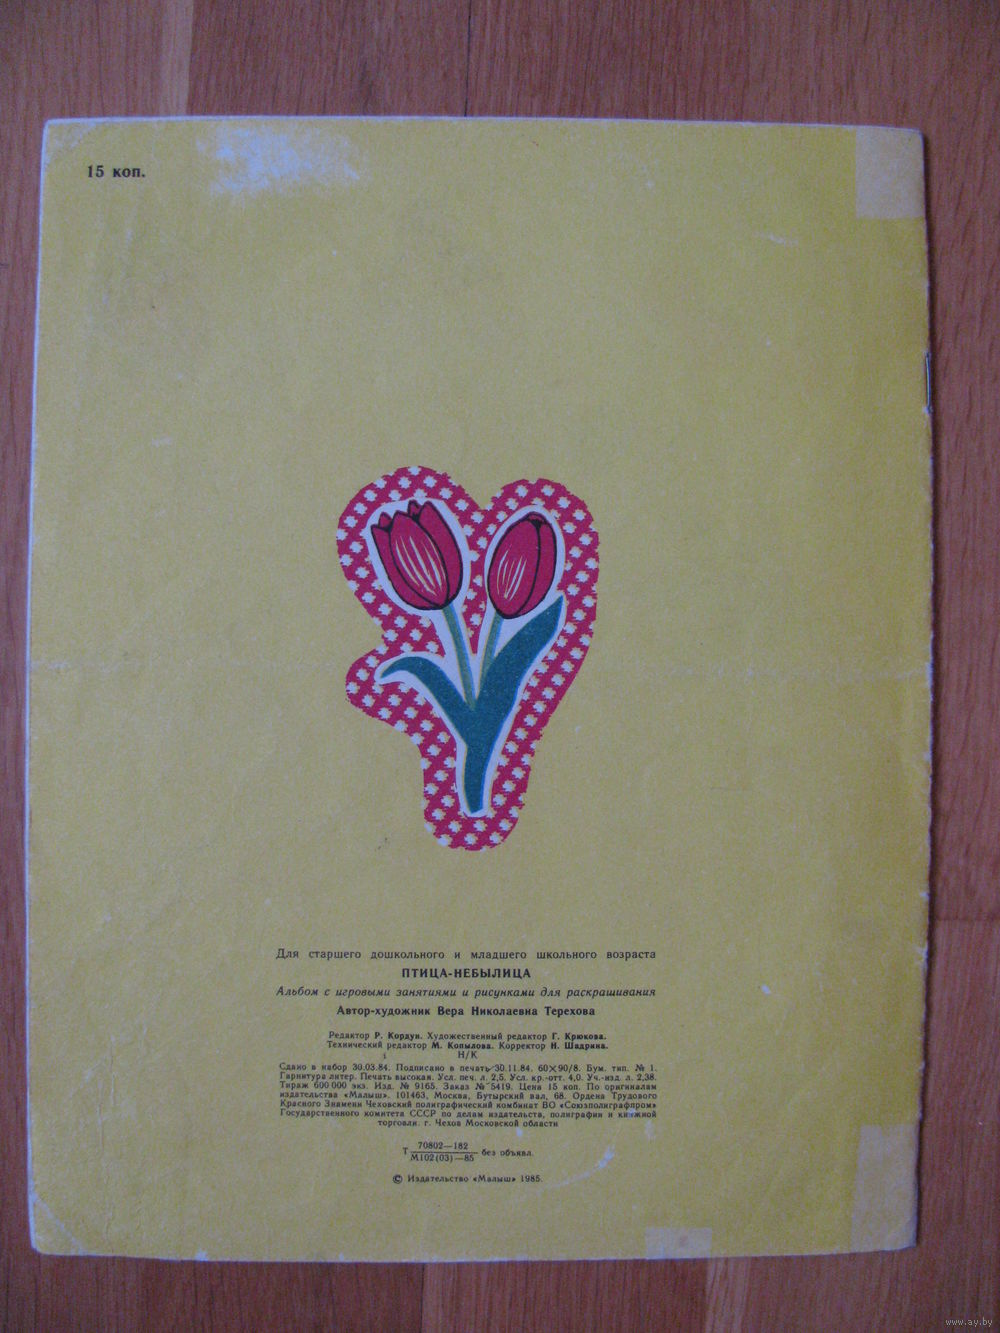 15 коп.
Для старшего дошкольного и младшего школьного возраста
ПТИЦА-НЕБЫЛИЦА
Альбом с игровыми занятиями и рисунками для раскрашивания
Автор-художник Вера Николаевна Терехова
Редактор Р. Кордун. Художественный редактор Г. Крюкова.
Технический редактор М. Копылова. Корректор Н. Шадрина.
Н/К
Сдано в набор 30.03.84. Подписано в печать 30.11.84. 60×90/8. Бум. тип. № 1.
Гарнитура литер. Печать высокая. Усл. печ. л. 2,5. Усл. кр.-отт. 4,0. Уч.-изд. л. 2,38.
Тираж 600 000 экз. Изд. № 9165. Заказ № 5419. Цена 15 коп. По оригиналам
издательства «Малыш». 101463, Москва, Бутырский вал, 68. Ордена Трудового
Красного Знамени Чеховский полиграфический комбинат ВО «Союзполиграфпром»
Государственного комитета СССР по делам издательств, полиграфии и книжной
торговли. г. Чехов Московской области
Т 70802—182 без объявл.
М102(03)—85
© Издательство «Малыш» 1985.
www.ay.by